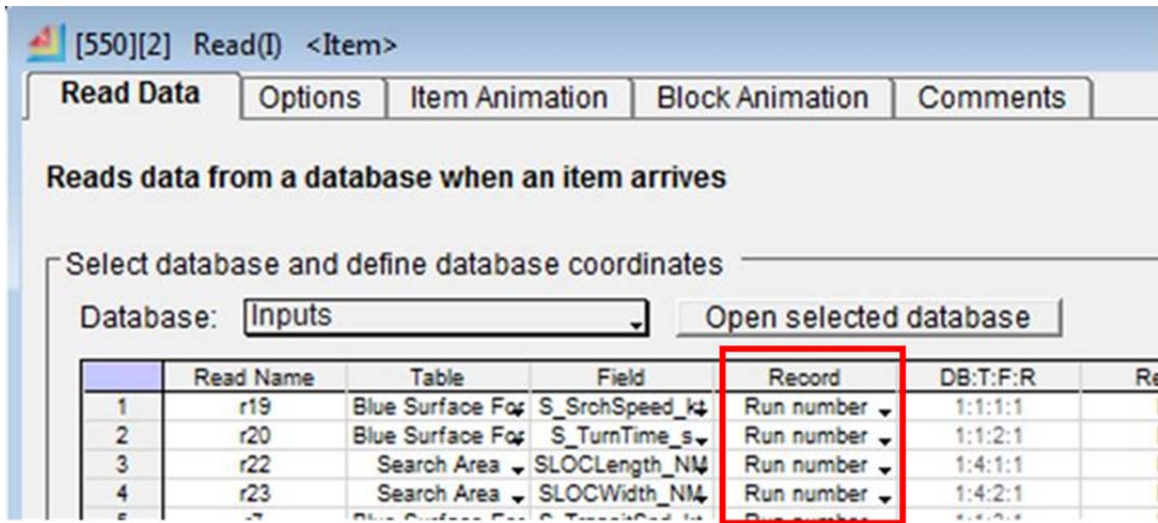 [550][2] Read(I) <Item>
Read Data Options Item Animation Block Animation Comments
Reads data from a database when an item arrives
Select database and define database coordinates
Database: Inputs Open selected database
Read Name Table Field Record DB:T:F:R Re
1 r19 Blue Surface For S_SrchSpeed_kt Run number 1:1:1:1
2 r20 Blue Surface For S_TurnTime_s Run number 1:1:2:1
3 r22 Search Area SLOCLength_NM Run number 1:4:1:1
4 r23 Search Area SLOCWidth_NM Run number 1:4:2:1